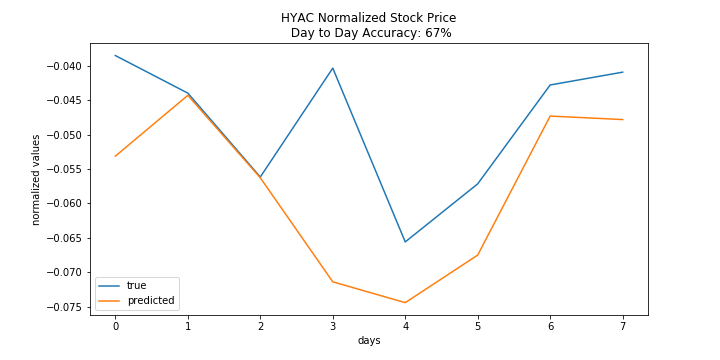 HYAC Normalized Stock Price
Day to Day Accuracy: 67%
normalized values
−0.040
−0.045
−0.050
−0.055
−0.060
−0.065
−0.070
−0.075
true
predicted
0 1 2 3 4 5 6 7
days